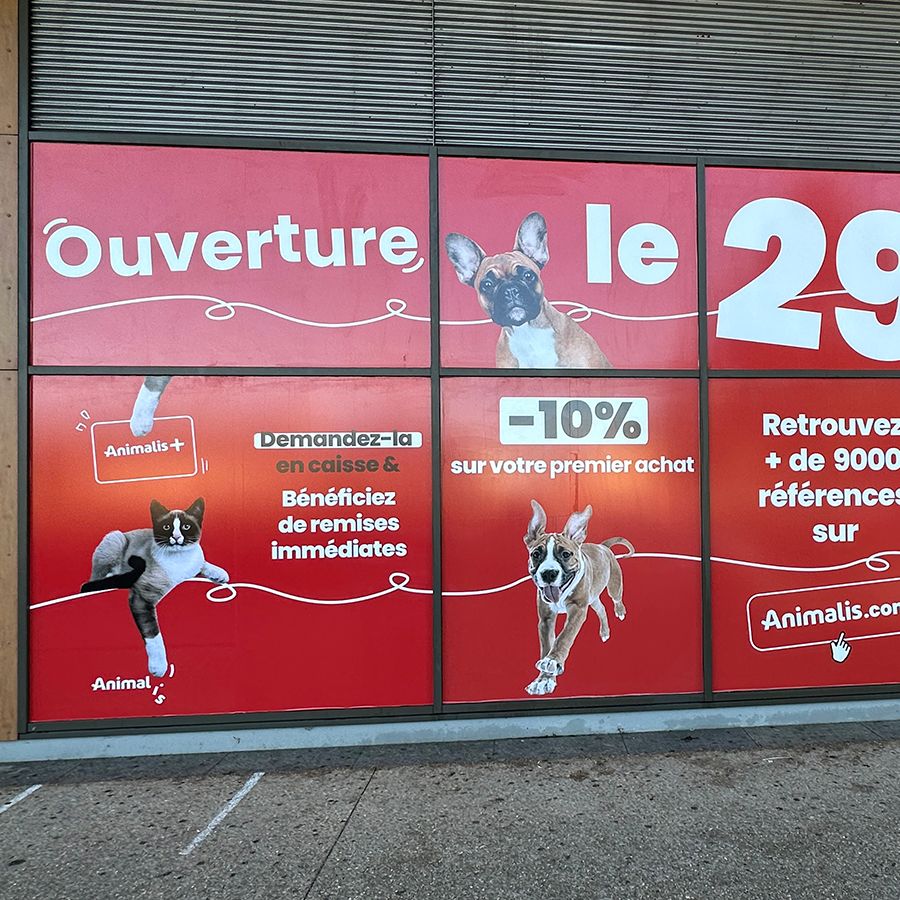 Ouverture le 29
Animalis+
Demandez-la
en caisse &
Bénéficiez
de remises
immédiates
Animalis
-10%
sur votre premier achat
Retrouvez
+ de 9000
références
sur
Animalis.com